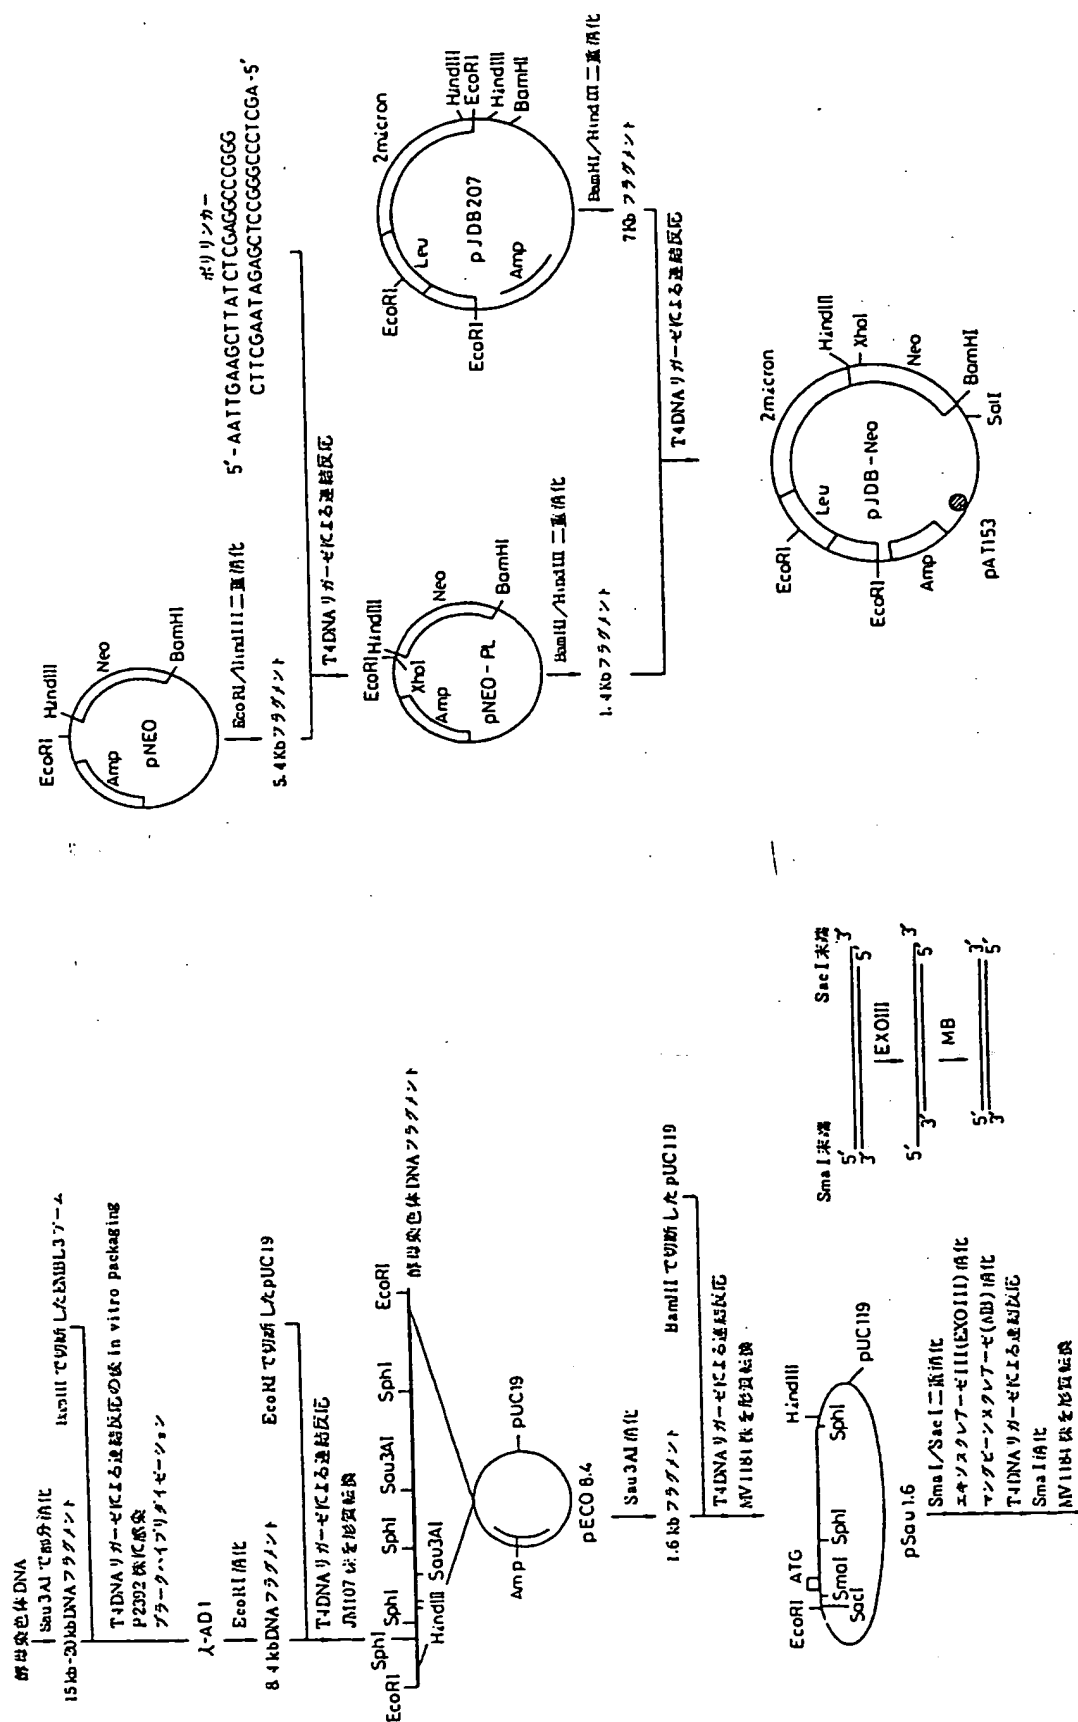 酵母染色体DNA
Sau3AIで部分消化
15kb-20kbDNAフラグメント
BamHIで切断したEMBL3アーム
T4DNAリガーゼによる連結反応の後 in vitro packaging
P2392株に感染
プラークハイブリダイゼーション
λ-AD1
EcoRI消化
8.4kbDNAフラグメント
EcoRIで切断したpUC19
T4DNAリガーゼによる連結反応
JM107株を形質転換
EcoRI
SphI
SphI
SphI
Sau3AI
SphI
EcoRI
HindIII
Sau3AI
酵母染色体DNAフラグメント
Amp
pUC19
pECO8.4
Sau3AI消化
1.6kbフラグメント
BamHIで切断したpUC119
T4DNAリガーゼによる連結反応
MV1184株を形質転換
EcoRI
ATG
SmaI
SacI
SphI
HindIII
SphI
pUC119
pSau1.6
SmaI/SacI二重消化
エキソヌクレアーゼIII(EXOIII)消化
マングビーンヌクレアーゼ(MB)消化
T4DNAリガーゼによる連結反応
SmaI消化
MV1184株を形質転換
SmaI末端
SacI末端
5′
3′
3′
5′
EXOIII
5′
3′
3′
5′
MB
5′
3′
3′
5′
EcoRI
HindIII
Neo
Amp
pNEO
BamHI
EcoRI/HindIII二重消化
5.4Kbフラグメント
ポリリンカー
5′-AATTGAAGCTTATCTCGAGGCCCGGG
CTTCGAATAGAGCTCCGGGCCCTCGA-5′
T4DNAリガーゼによる連結反応
EcoRI
HindIII
XhoI
Neo
Amp
pNEO-PL
BamHI
BamHI/HindIII二重消化
1.4Kbフラグメント
2micron
HindIII
EcoRI
HindIII
BamHI
EcoRI
Leu
pJDB207
EcoRI
Amp
BamHI/HindIII二重消化
7Kbフラグメント
T4DNAリガーゼによる連結反応
2micron
HindIII
XhoI
Neo
BamHI
SalI
EcoRI
Leu
pJDB-Neo
EcoRI
Amp
pAT153